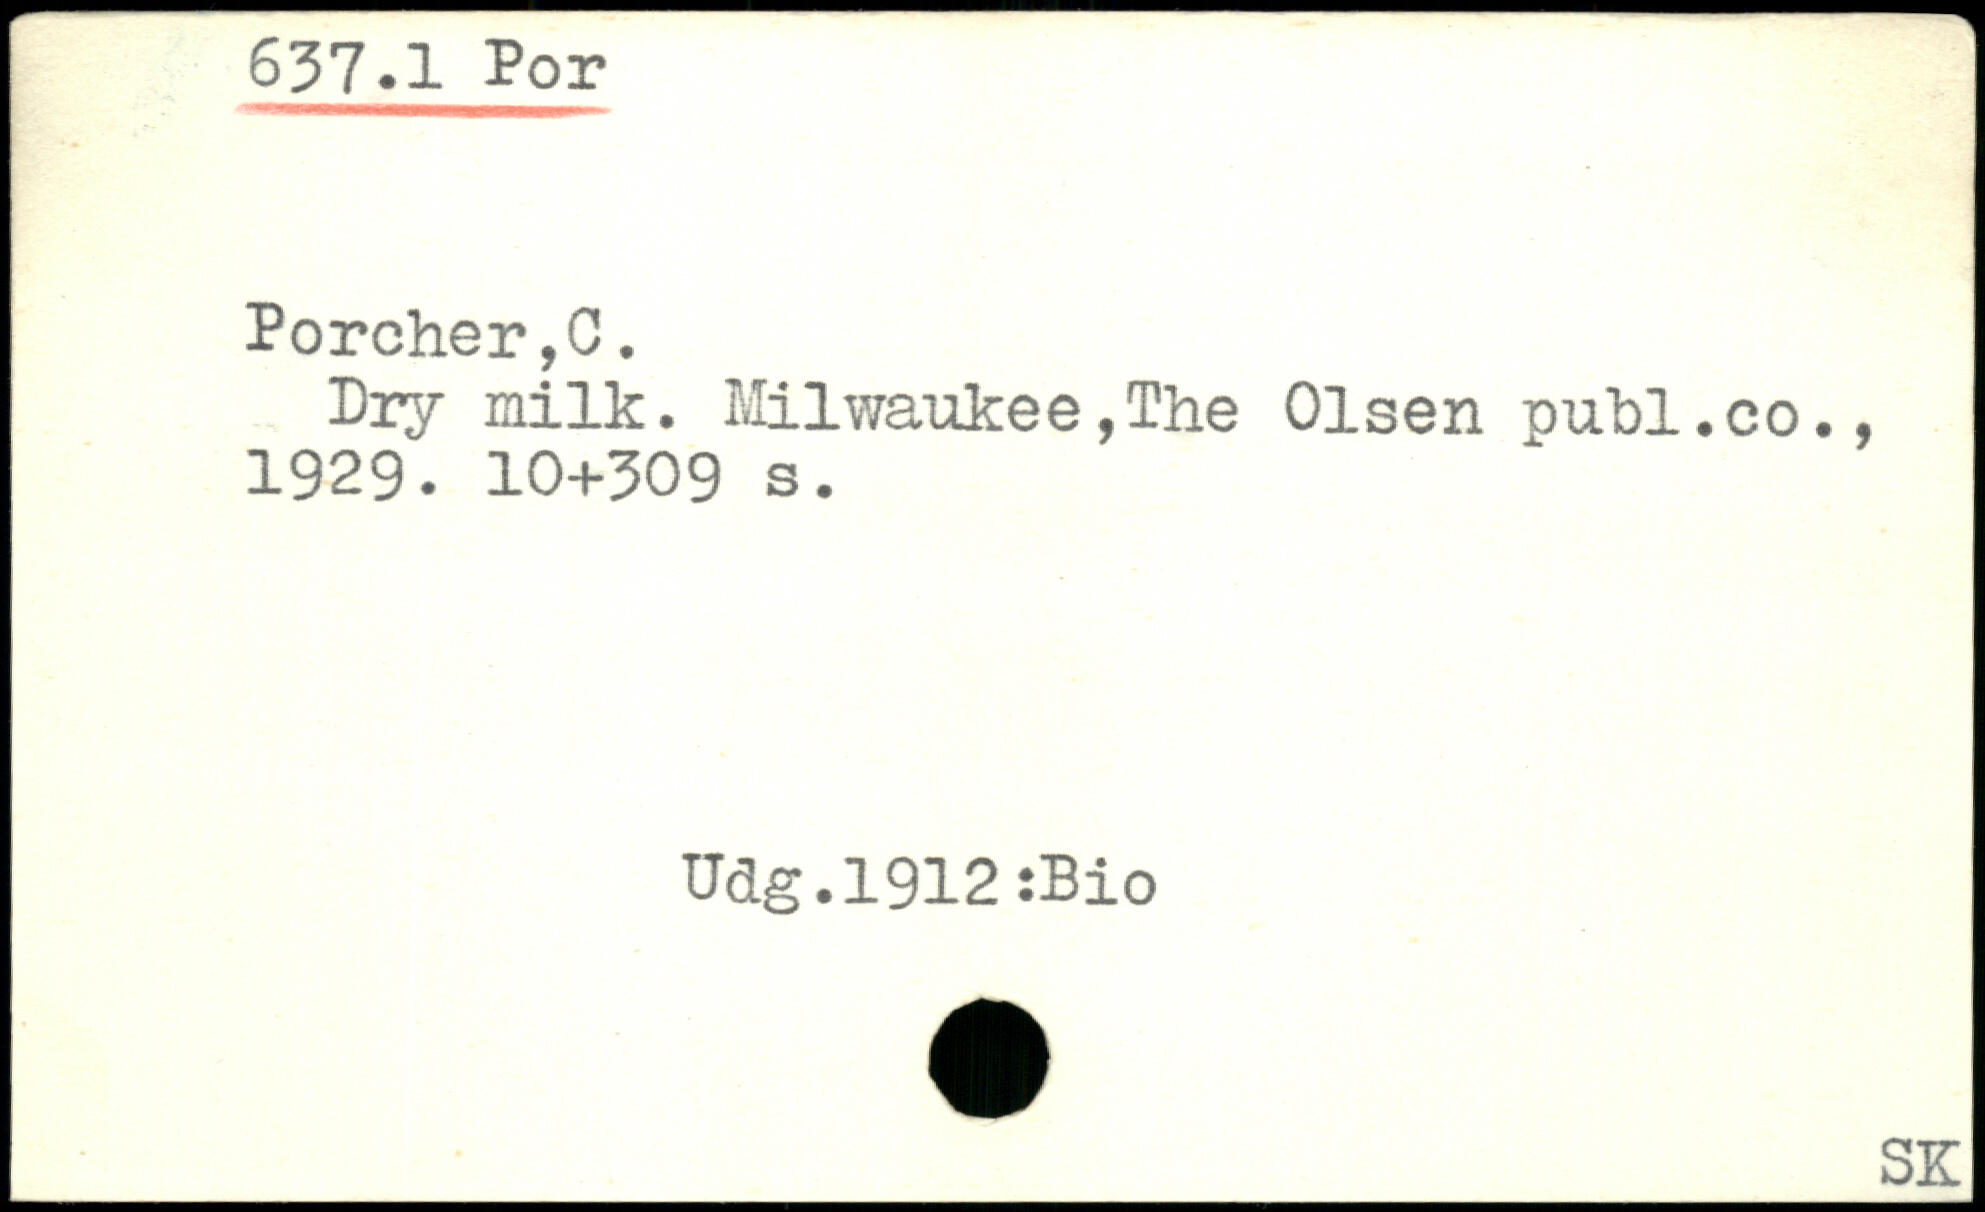 637.1 Por
Porcher,C.
Dry milk. Milwaukee,The Olsen publ.co.,
1929. 10+309 s.
Udg.1912:Bio
SK